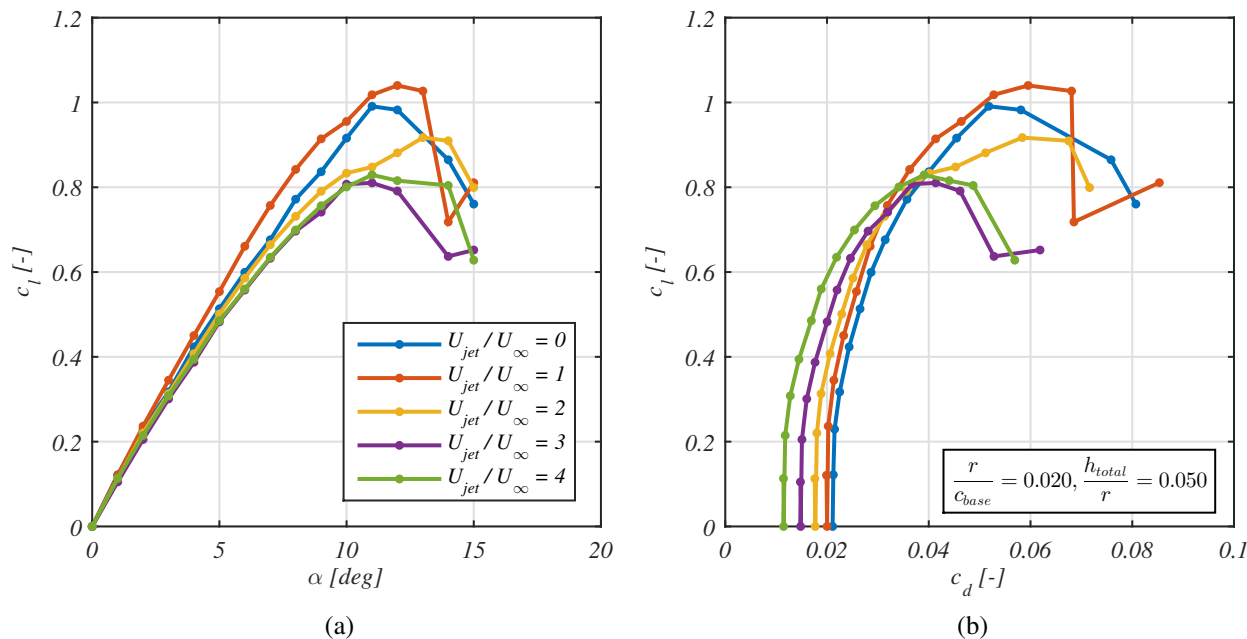 1.2
1
0.8
0.6
0.4
0.2
0
c_l [-]
0 5 10 15 20
α [deg]
U_jet / U_∞ = 0
U_jet / U_∞ = 1
U_jet / U_∞ = 2
U_jet / U_∞ = 3
U_jet / U_∞ = 4
(a)
1.2
1
0.8
0.6
0.4
0.2
0
c_l [-]
0 0.02 0.04 0.06 0.08 0.1
c_d [-]
r/c_base = 0.020, h_total/r = 0.050
(b)